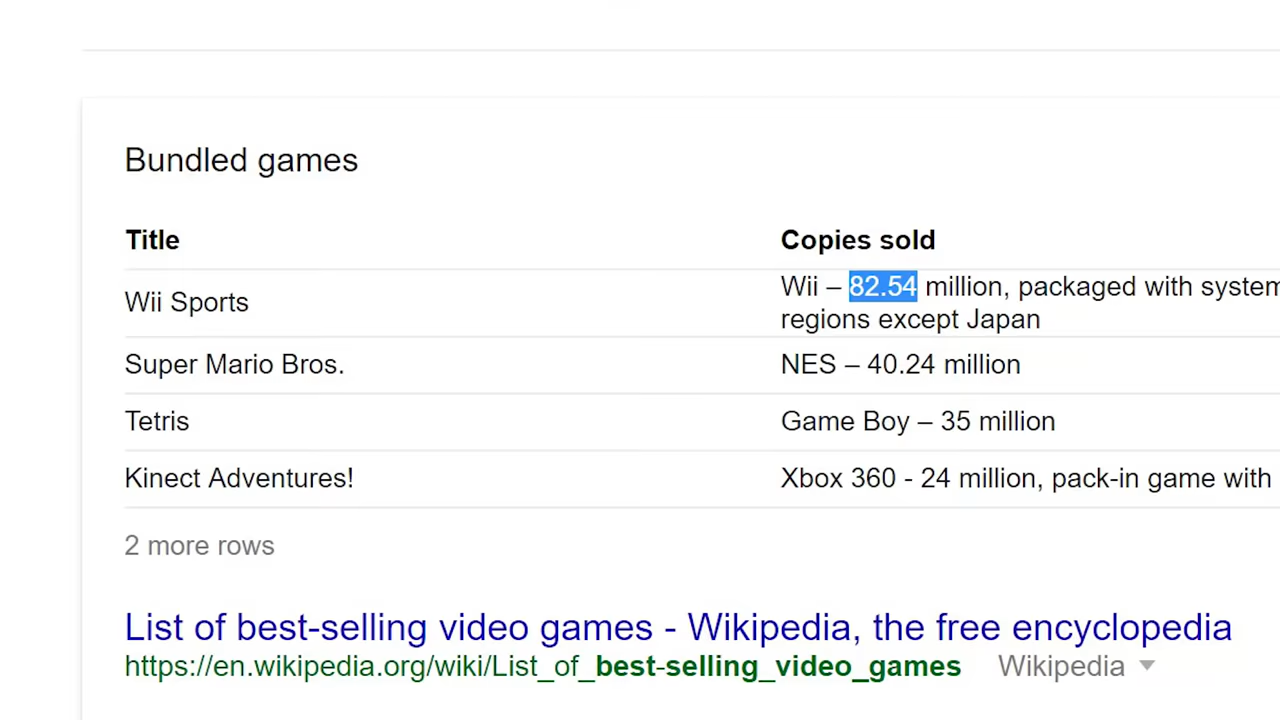 Bundled games
Title Copies sold
Wii Sports Wii – 82.54 million, packaged with system
regions except Japan
Super Mario Bros. NES – 40.24 million
Tetris Game Boy – 35 million
Kinect Adventures! Xbox 360 - 24 million, pack-in game with
2 more rows
List of best-selling video games - Wikipedia, the free encyclopedia
https://en.wikipedia.org/wiki/List_of_best-selling_video_games Wikipedia